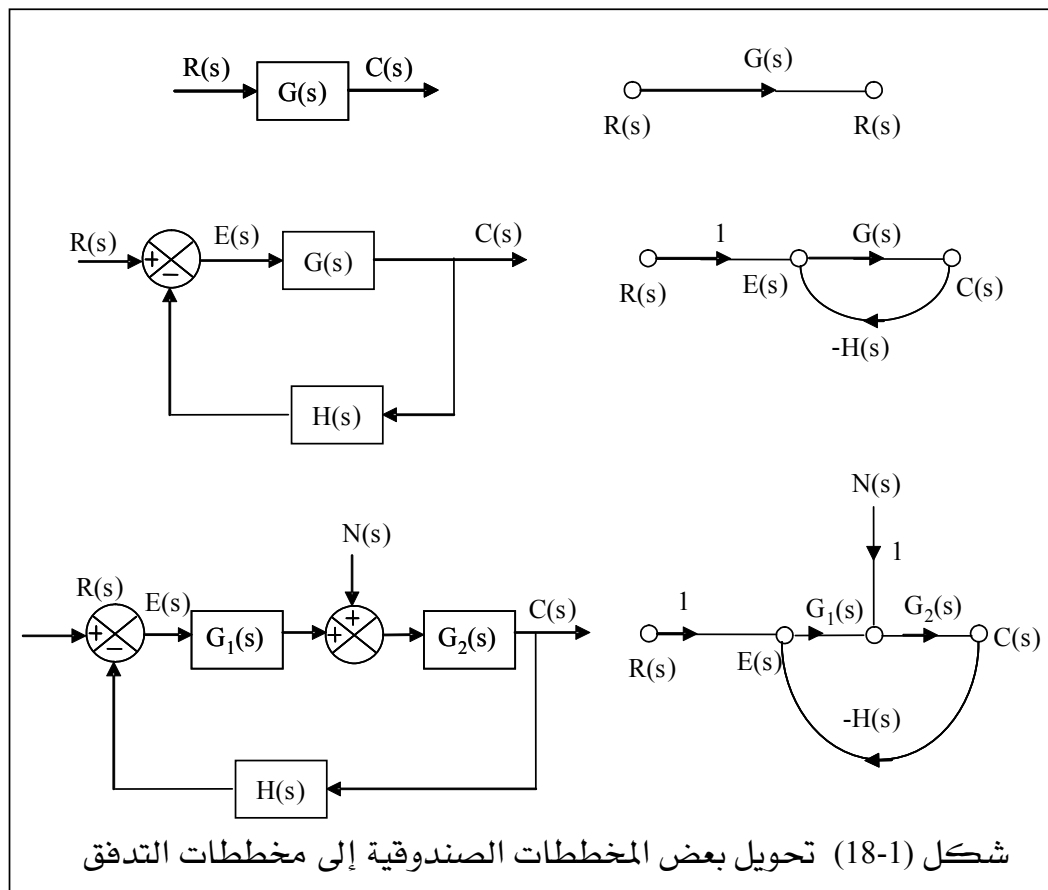 R(s) C(s) G(s)
G(s)
R(s) R(s)
R(s) E(s) C(s)
+ G(s)
−
H(s)
1 G(s)
R(s) E(s) C(s)
-H(s)
N(s)
R(s) E(s) + C(s)
+ G₁(s) + G₂(s)
−
H(s)
N(s)
1
1 G₁(s) G₂(s)
R(s) E(s) C(s)
-H(s)
شكل (1-18) تحويل بعض المخططات الصندوقية إلى مخططات التدفق